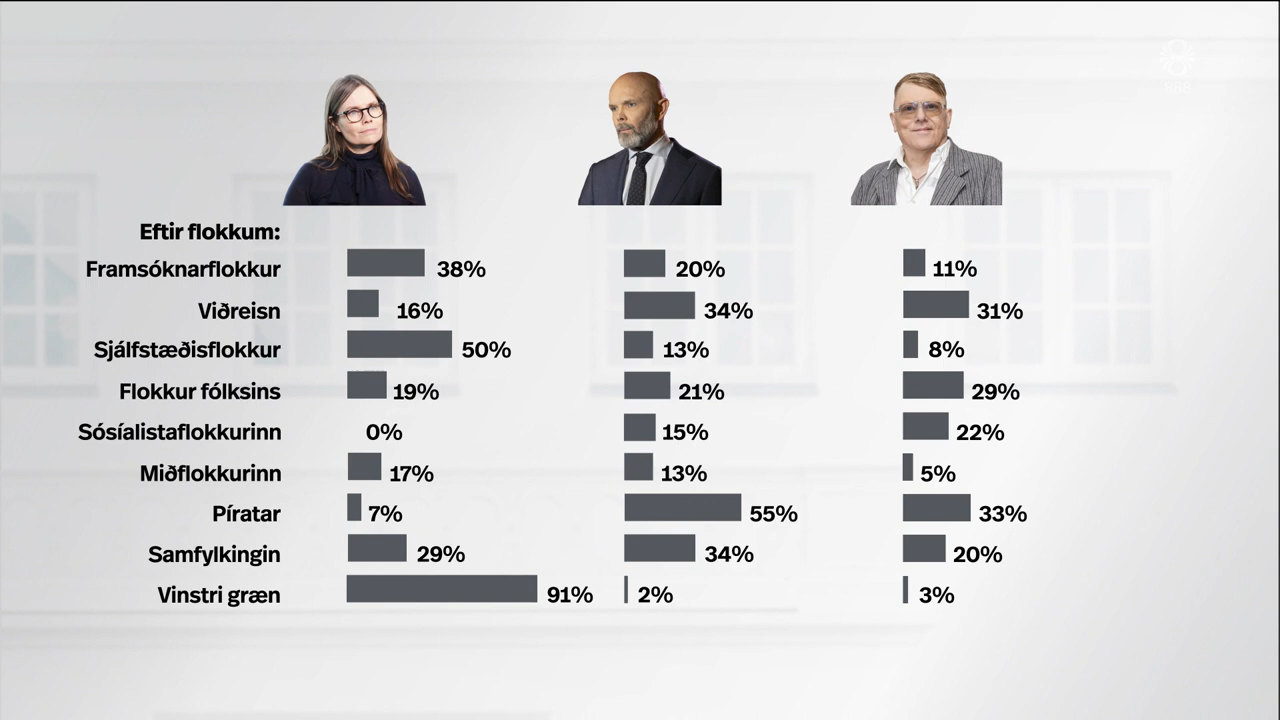 888
Eftir flokkum:
Framsóknarflokkur 38% 20% 11%
Viðreisn 16% 34% 31%
Sjálfstæðisflokkur 50% 13% 8%
Flokkur fólksins 19% 21% 29%
Sósíalistaflokkurinn 0% 15% 22%
Miðflokkurinn 17% 13% 5%
Píratar 7% 55% 33%
Samfylkingin 29% 34% 20%
Vinstri græn 91% 2% 3%